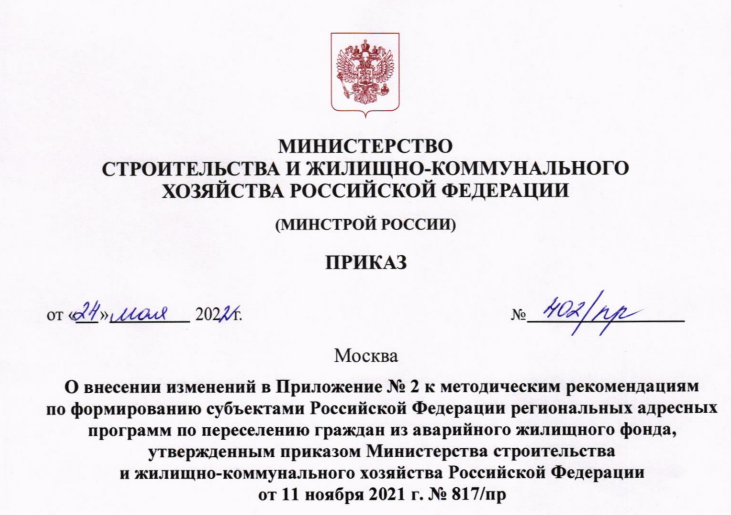 МИНИСТЕРСТВО
СТРОИТЕЛЬСТВА И ЖИЛИЩНО-КОММУНАЛЬНОГО
ХОЗЯЙСТВА РОССИЙСКОЙ ФЕДЕРАЦИИ
(МИНСТРОЙ РОССИИ)
ПРИКАЗ
от «24» мая 2022г. № 402/пр
Москва
О внесении изменений в Приложение № 2 к методическим рекомендациям
по формированию субъектами Российской Федерации региональных адресных
программ по переселению граждан из аварийного жилищного фонда,
утвержденным приказом Министерства строительства
и жилищно-коммунального хозяйства Российской Федерации
от 11 ноября 2021 г. № 817/пр